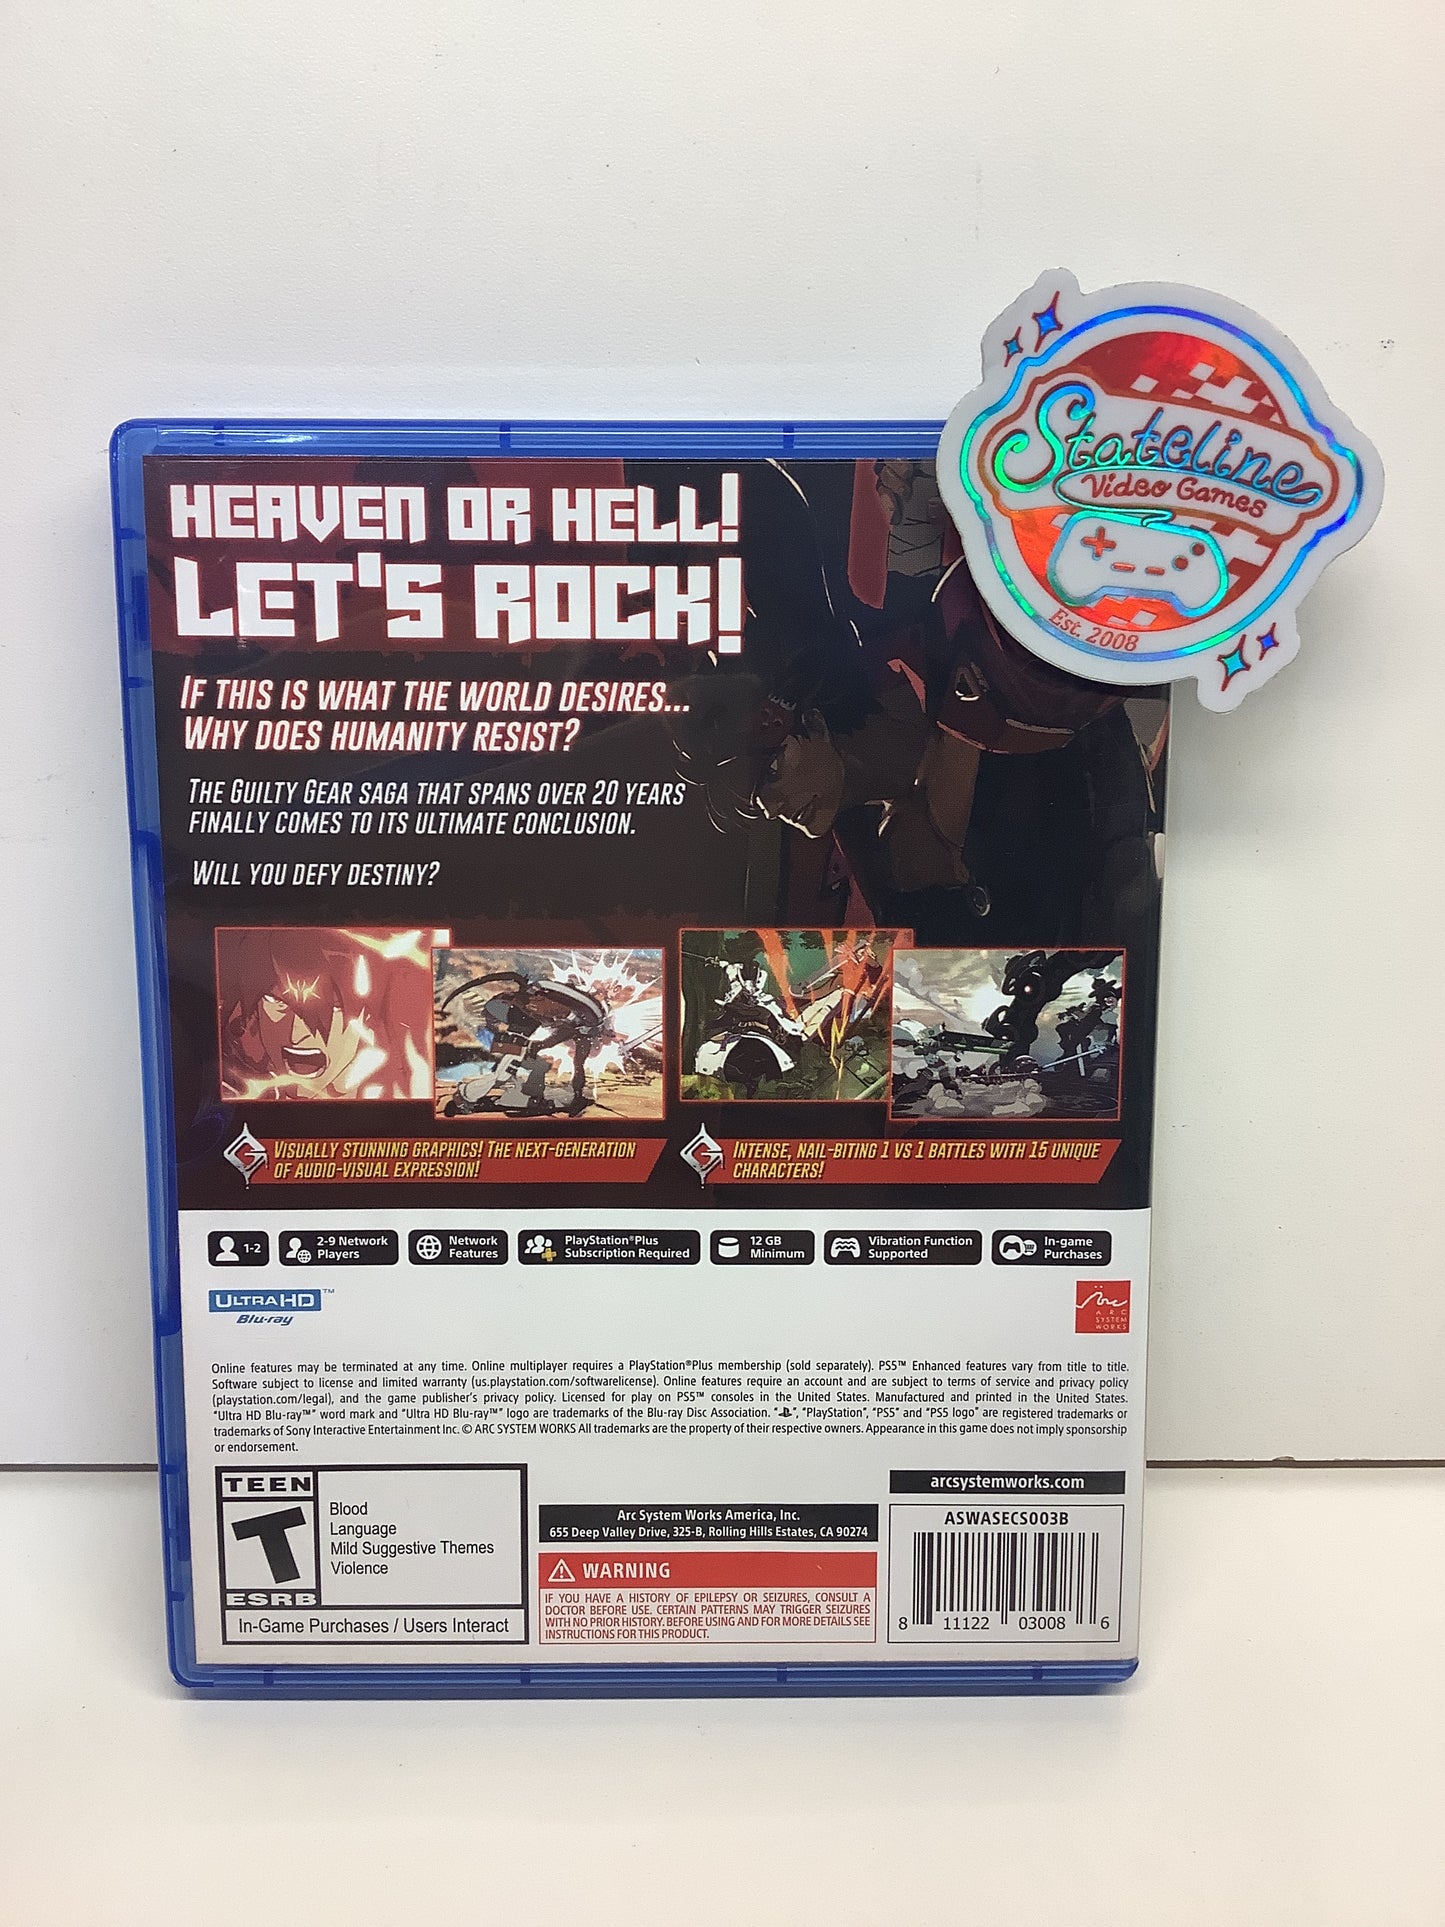 Stateline
Video Games
Est. 2008
HEAVEN OR HELL!
LET'S ROCK!
IF THIS IS WHAT THE WORLD DESIRES...
WHY DOES HUMANITY RESIST?
THE GUILTY GEAR SAGA THAT SPANS OVER 20 YEARS
FINALLY COMES TO ITS ULTIMATE CONCLUSION.
WILL YOU DEFY DESTINY?
VISUALLY STUNNING GRAPHICS! THE NEXT-GENERATION
OF AUDIO-VISUAL EXPRESSION!
INTENSE, NAIL-BITING 1 VS 1 BATTLES WITH 15 UNIQUE
CHARACTERS!
1-2
2-9 Network
Players
Network
Features
PlayStation®Plus
Subscription Required
12 GB
Minimum
Vibration Function
Supported
In-game
Purchases
ULTRA HD™
Blu-ray
ARC
SYSTEM
WORKS
Online features may be terminated at any time. Online multiplayer requires a PlayStation®Plus membership (sold separately). PS5™ Enhanced features vary from title to title.
Software subject to license and limited warranty (us.playstation.com/softwarelicense). Online features require an account and are subject to terms of service and privacy policy
(playstation.com/legal), and the game publisher's privacy policy. Licensed for play on PS5™ consoles in the United States. Manufactured and printed in the United States.
"Ultra HD Blu-ray™" word mark and "Ultra HD Blu-ray™" logo are trademarks of the Blu-ray Disc Association. "", "PlayStation", "PS5" and "PS5 logo" are registered trademarks or
trademarks of Sony Interactive Entertainment Inc. © ARC SYSTEM WORKS All trademarks are the property of their respective owners. Appearance in this game does not imply sponsorship
or endorsement.
TEEN
T
ESRB
Blood
Language
Mild Suggestive Themes
Violence
In-Game Purchases / Users Interact
Arc System Works America, Inc.
655 Deep Valley Drive, 325-B, Rolling Hills Estates, CA 90274
WARNING
IF YOU HAVE A HISTORY OF EPILEPSY OR SEIZURES, CONSULT A
DOCTOR BEFORE USE. CERTAIN PATTERNS MAY TRIGGER SEIZURES
WITH NO PRIOR HISTORY. BEFORE USING AND FOR MORE DETAILS SEE
INSTRUCTIONS FOR THIS PRODUCT.
arcsystemworks.com
ASWASECS003B
8 11122 03008 6